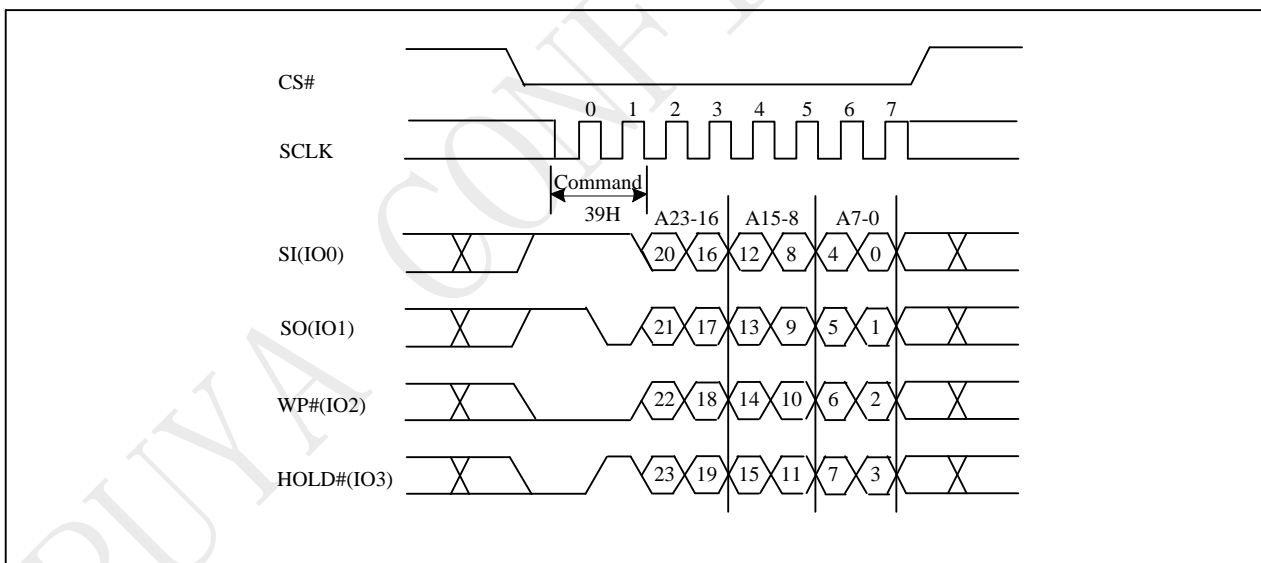 PUYA CONF
CS#
0 1 2 3 4 5 6 7
SCLK
Command
39H
A23-16 A15-8 A7-0
SI(IO0) 20 16 12 8 4 0
SO(IO1) 21 17 13 9 5 1
WP#(IO2) 22 18 14 10 6 2
HOLD#(IO3) 23 19 15 11 7 3